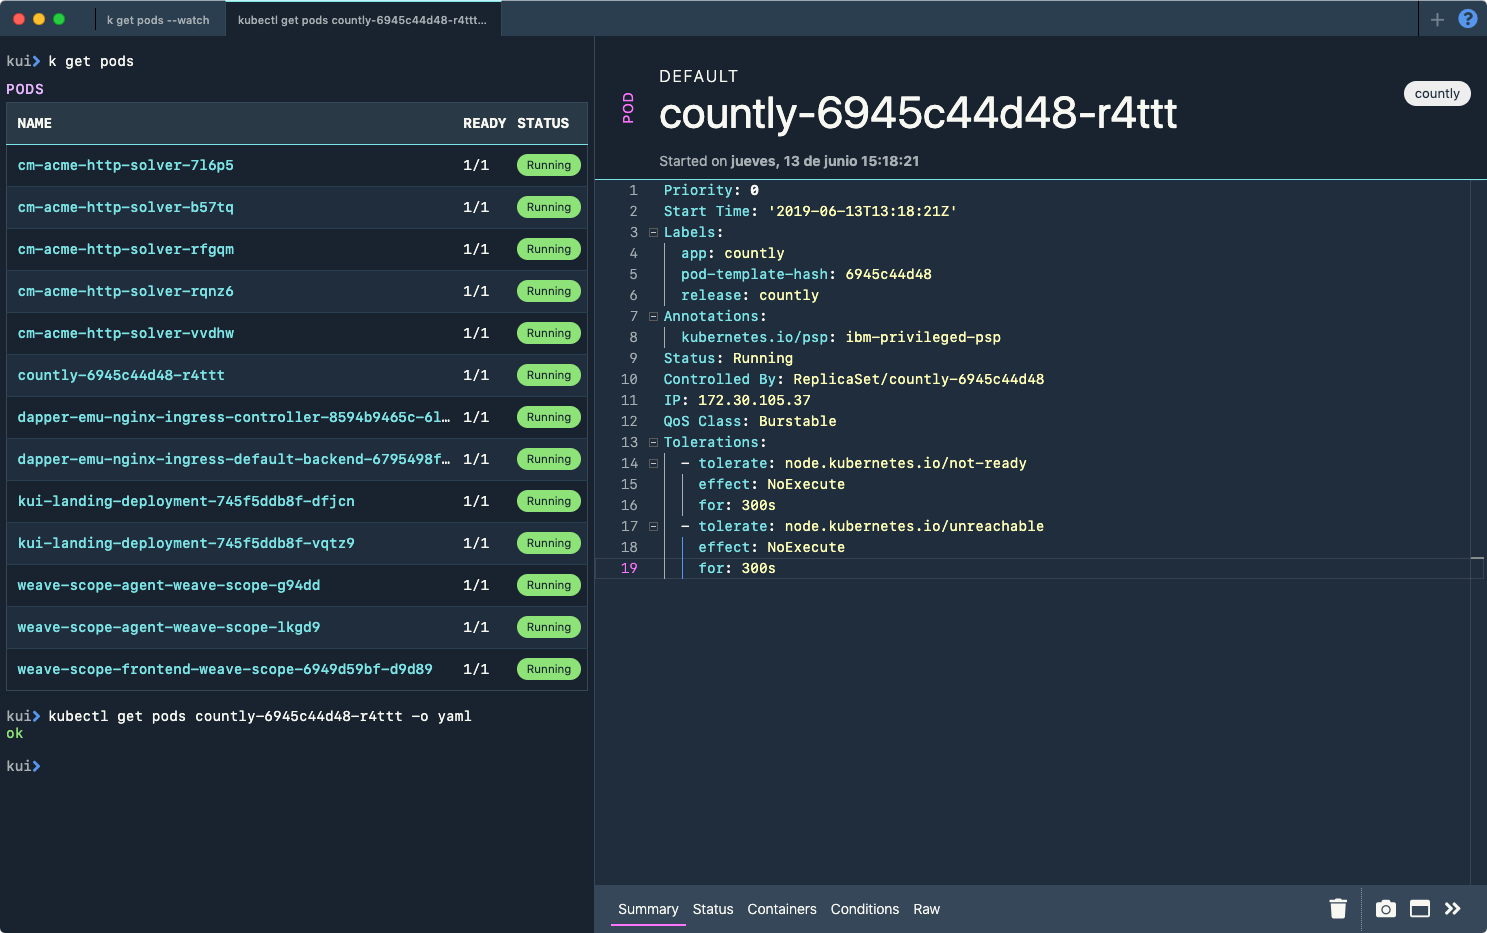 k get pods --watch
kubectl get pods countly-6945c44d48-r4ttt...
kui> k get pods
PODS
NAME READY STATUS
cm-acme-http-solver-7l6p5 1/1 Running
cm-acme-http-solver-b57tq 1/1 Running
cm-acme-http-solver-rfgqm 1/1 Running
cm-acme-http-solver-rqnz6 1/1 Running
cm-acme-http-solver-vvdhw 1/1 Running
countly-6945c44d48-r4ttt 1/1 Running
dapper-emu-nginx-ingress-controller-8594b9465c-6l… 1/1 Running
dapper-emu-nginx-ingress-default-backend-6795498f… 1/1 Running
kui-landing-deployment-745f5ddb8f-dfjcn 1/1 Running
kui-landing-deployment-745f5ddb8f-vqtz9 1/1 Running
weave-scope-agent-weave-scope-g94dd 1/1 Running
weave-scope-agent-weave-scope-lkgd9 1/1 Running
weave-scope-frontend-weave-scope-6949d59bf-d9d89 1/1 Running
kui> kubectl get pods countly-6945c44d48-r4ttt -o yaml
ok
kui>
POD
DEFAULT
countly-6945c44d48-r4ttt
countly
Started on jueves, 13 de junio 15:18:21
1 Priority: 0
2 Start Time: '2019-06-13T13:18:21Z'
3 Labels:
4 app: countly
5 pod-template-hash: 6945c44d48
6 release: countly
7 Annotations:
8 kubernetes.io/psp: ibm-privileged-psp
9 Status: Running
10 Controlled By: ReplicaSet/countly-6945c44d48
11 IP: 172.30.105.37
12 QoS Class: Burstable
13 Tolerations:
14 - tolerate: node.kubernetes.io/not-ready
15 effect: NoExecute
16 for: 300s
17 - tolerate: node.kubernetes.io/unreachable
18 effect: NoExecute
19 for: 300s
Summary Status Containers Conditions Raw